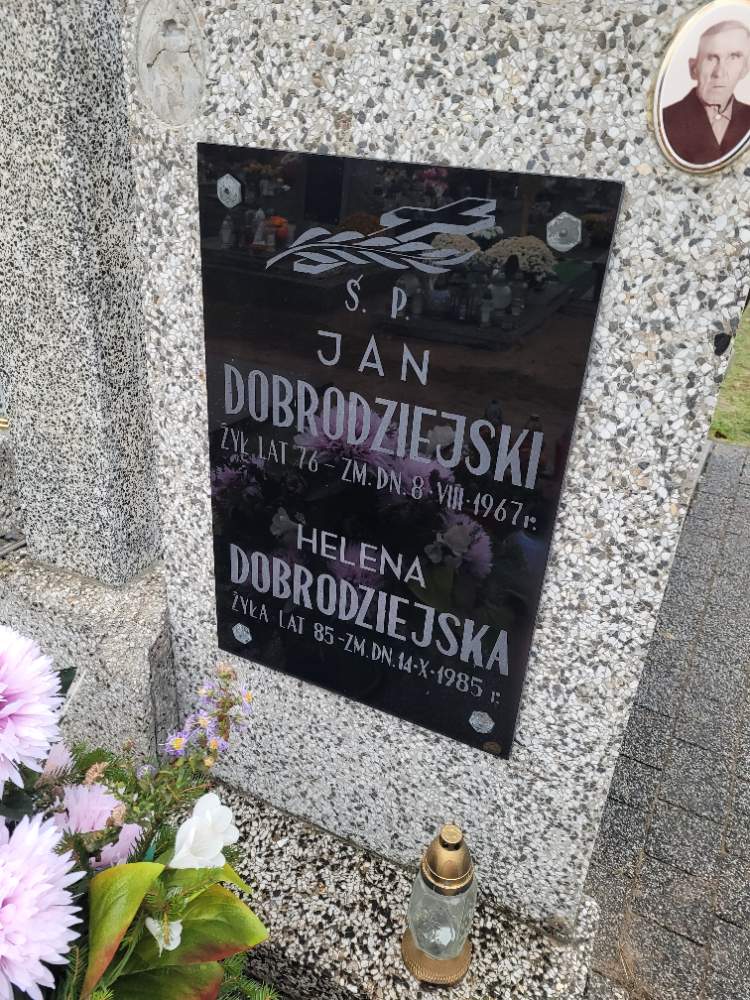 Ś. P.
JAN
DOBRODZIEJSKI
ŻYŁ LAT 76 - ZM. DN. 8·VIII·1967 r.
HELENA
DOBRODZIEJSKA
ŻYŁA LAT 85 - ZM. DN. 14·X·1985 r.